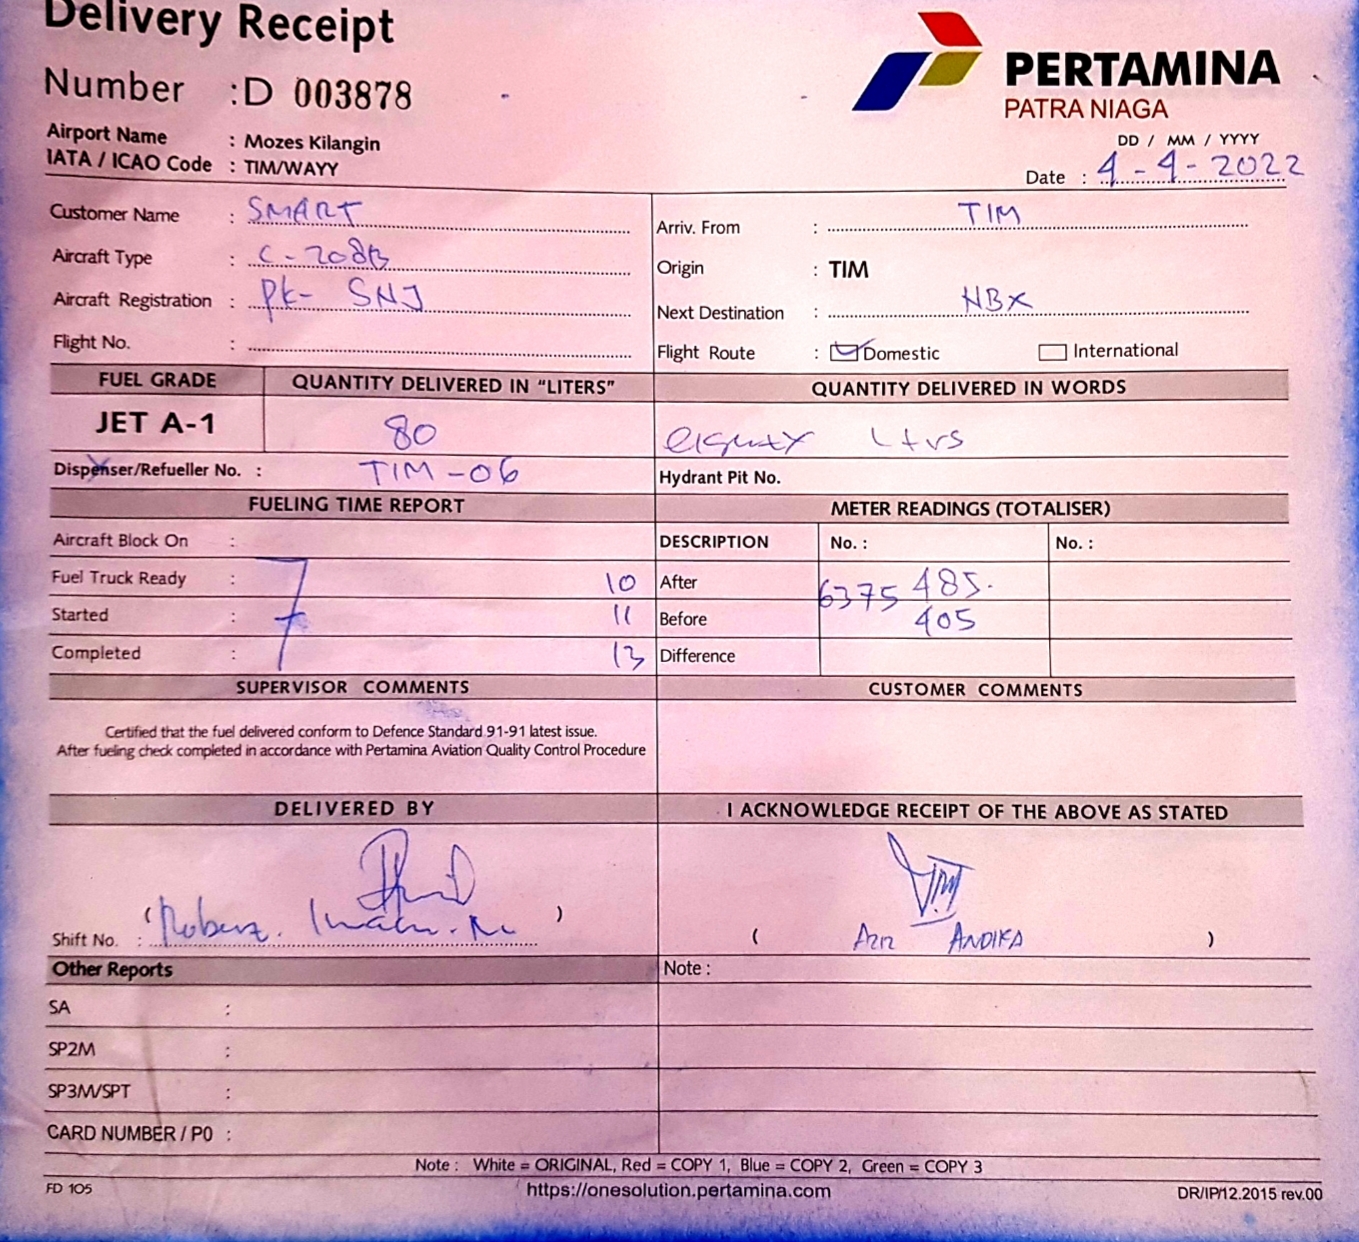 Delivery Receipt
Number : D 003878
PERTAMINA
PATRA NIAGA
Airport Name : Mozes Kilangin
IATA / ICAO Code : TIM/WAYY
DD / MM / YYYY
Date : 4-4-2022
Customer Name : SMART
Arriv. From : TIM
Aircraft Type : C-208B
Origin : TIM
Aircraft Registration : PK- SNJ
Next Destination : NBX
Flight No. :
Flight Route : Domestic International
FUEL GRADE QUANTITY DELIVERED IN "LITERS" QUANTITY DELIVERED IN WORDS
JET A-1 80 Ltrs
Dispenser/Refueller No. : TIM-06
Hydrant Pit No.
FUELING TIME REPORT METER READINGS (TOTALISER)
Aircraft Block On : DESCRIPTION No. : No. :
Fuel Truck Ready : 10 After 6375 485.
Started : 7 11 Before 405
Completed : 13 Difference
SUPERVISOR COMMENTS CUSTOMER COMMENTS
Certified that the fuel delivered conform to Defence Standard 91-91 latest issue.
After fueling check completed in accordance with Pertamina Aviation Quality Control Procedure
DELIVERED BY I ACKNOWLEDGE RECEIPT OF THE ABOVE AS STATED
Shift No. : ( ) ( ANDIKA )
Other Reports Note :
SA :
SP2M :
SP3M/SPT :
CARD NUMBER / P0 :
Note : White = ORIGINAL, Red = COPY 1, Blue = COPY 2, Green = COPY 3
FD 105 https://onesolution.pertamina.com DR/IP/12.2015 rev.00